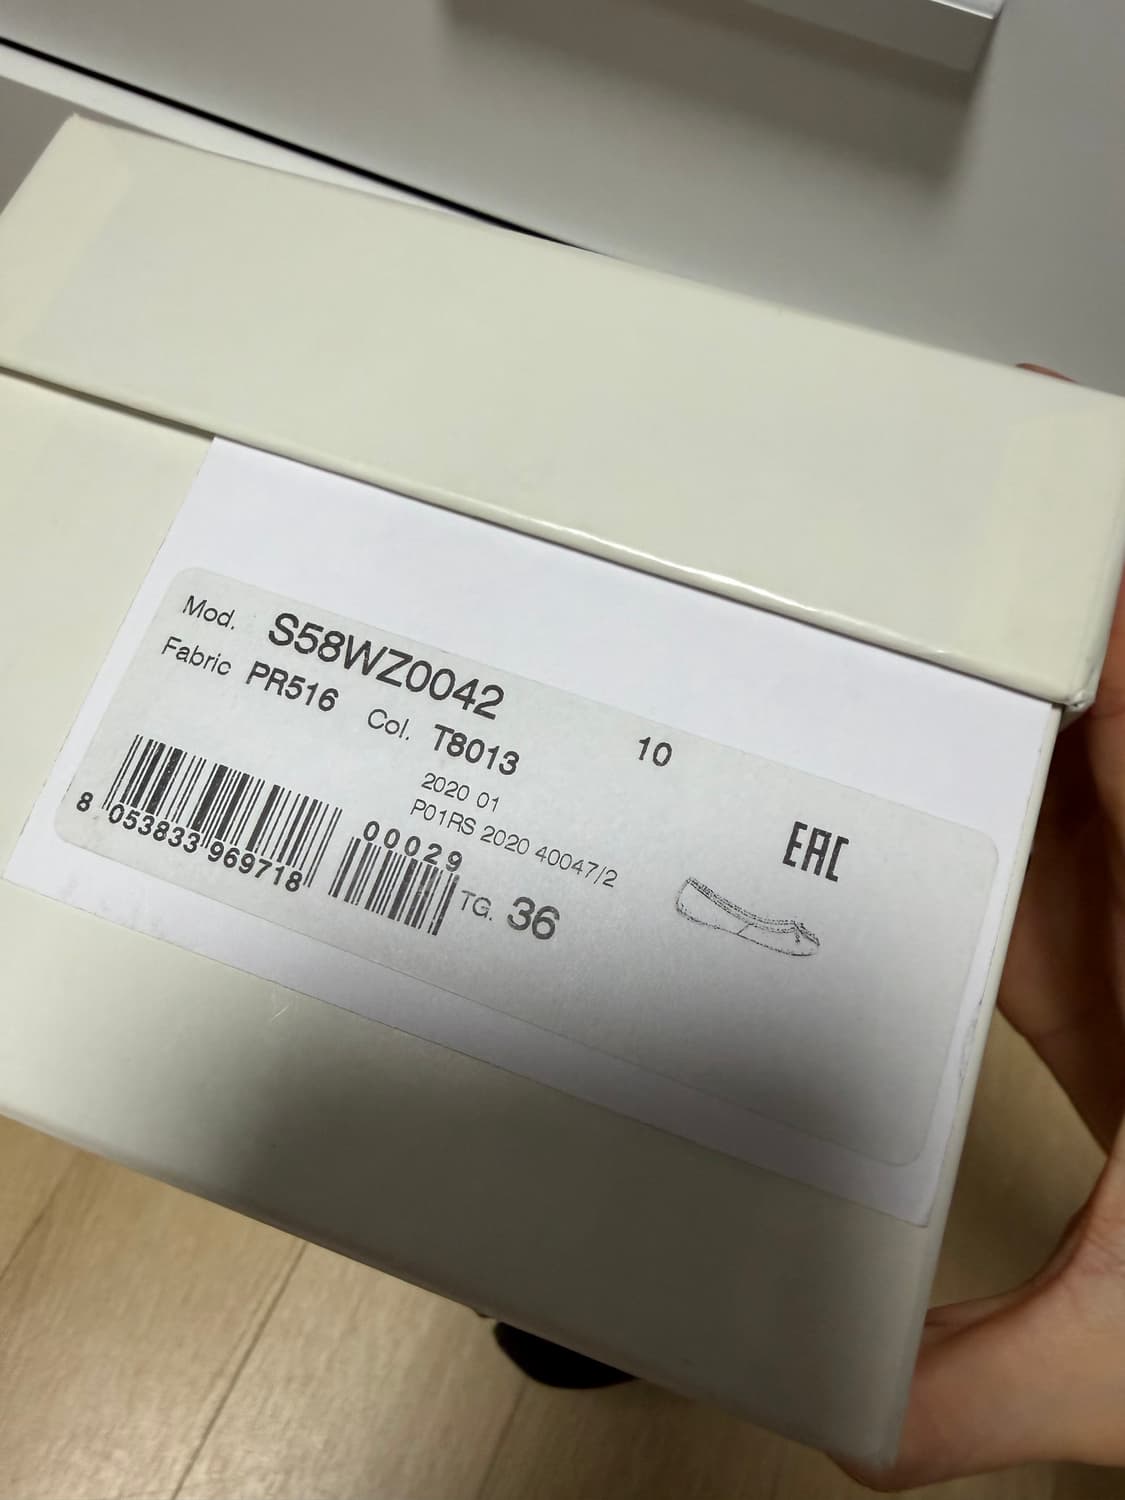 Mod. S58WZ0042 10
Fabric PR516 Col. T8013
2020 01
P01RS 2020 40047/2
EAC
8 053833 969718 00029
TG. 36